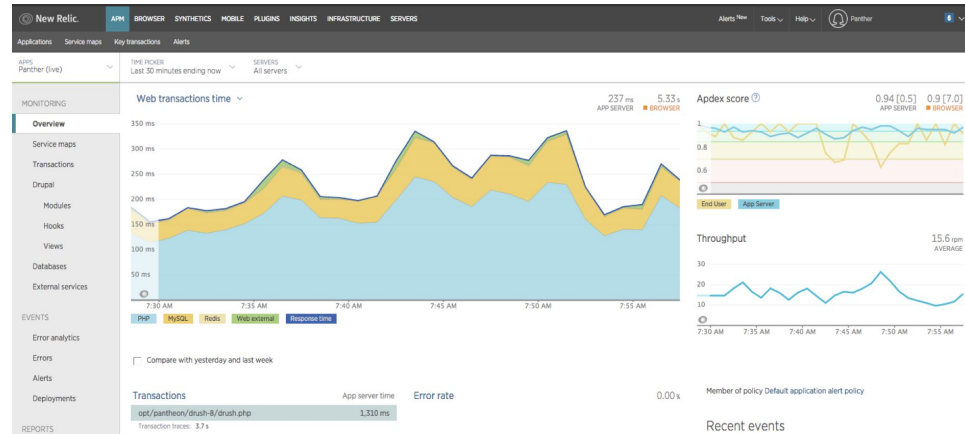 New Relic. APM BROWSER SYNTHETICS MOBILE PLUGINS INSIGHTS INFRASTRUCTURE SERVERS Alerts New Tools Help Panther 6
Applications Service maps Key transactions Alerts
APPS
Panther (live)
TIME PICKER
Last 30 minutes ending now
SERVERS
All servers
MONITORING
Overview
Service maps
Transactions
Drupal
Modules
Hooks
Views
Databases
External services
EVENTS
Error analytics
Errors
Alerts
Deployments
REPORTS
Web transactions time
237 ms
APP SERVER
5.33 s
BROWSER
350 ms
300 ms
250 ms
200 ms
150 ms
100 ms
50 ms
7:30 AM 7:35 AM 7:40 AM 7:45 AM 7:50 AM 7:55 AM
PHP MySQL Redis Web external Response time
Compare with yesterday and last week
Transactions App server time
opt/pantheon/drush-8/drush.php 1,310 ms
Transaction traces: 3.7 s
Error rate 0.00 %
Apdex score ?
0.94 [0.5]
APP SERVER
0.9 [7.0]
BROWSER
1
0.8
0.6
End User App Server
Throughput
15.6 rpm
AVERAGE
30
20
10
7:30 AM 7:35 AM 7:40 AM 7:45 AM 7:50 AM 7:55 AM
Member of policy Default application alert policy
Recent events